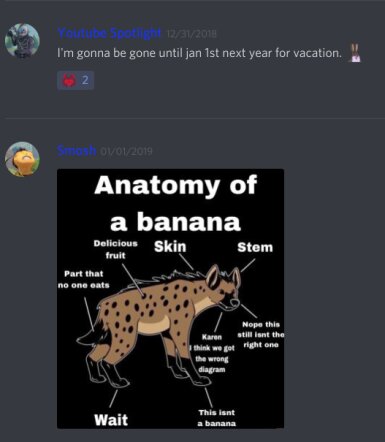 Youtube Spotlight 12/31/2018
I'm gonna be gone until jan 1st next year for vacation.
2
Smosh 01/01/2019
Anatomy of
a banana
Delicious
fruit
Skin
Stem
Part that
no one eats
Nope this
still isnt the
right one
Karen
I think we got
the wrong
diagram
Wait
This isnt
a banana